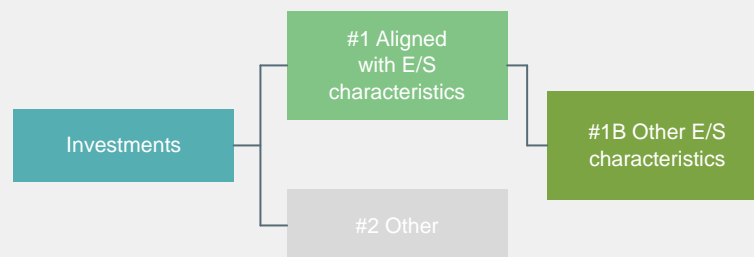 #1 Aligned
with E/S
characteristics
Investments
#1B Other E/S
characteristics
#2 Other